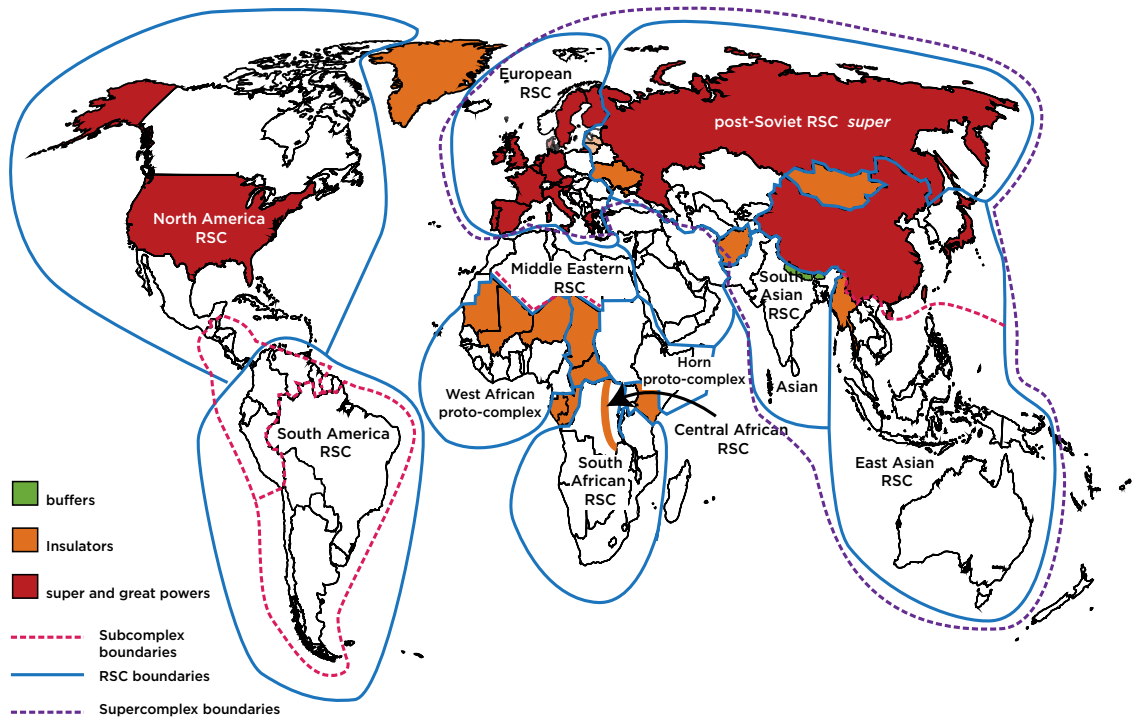 European
RSC
post-Soviet RSC super
North America
RSC
Middle Eastern
RSC
South
Asian
RSC
Horn
proto-complex
Asian
West African
proto-complex
Central African
RSC
South America
RSC
South
African
RSC
East Asian
RSC
buffers
Insulators
super and great powers
Subcomplex
boundaries
RSC boundaries
Supercomplex boundaries